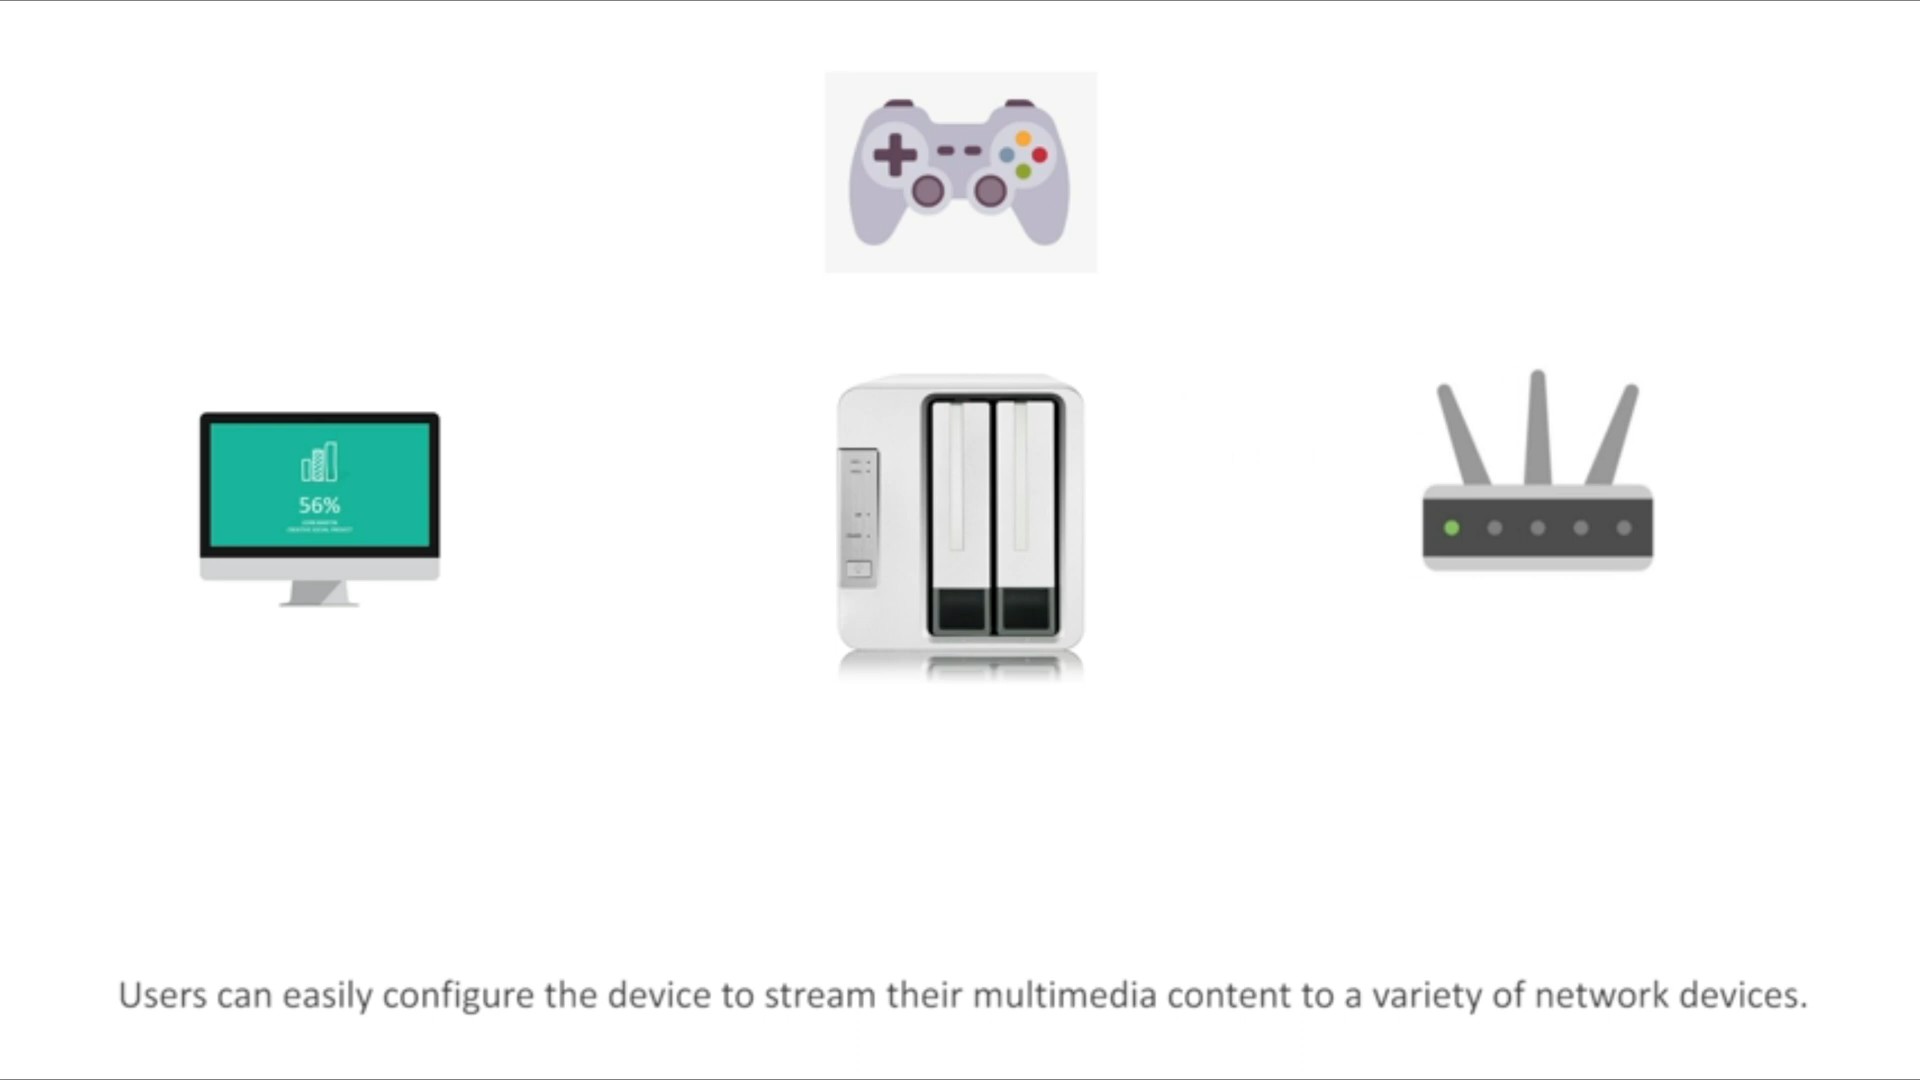 56%
Users can easily configure the device to stream their multimedia content to a variety of network devices.